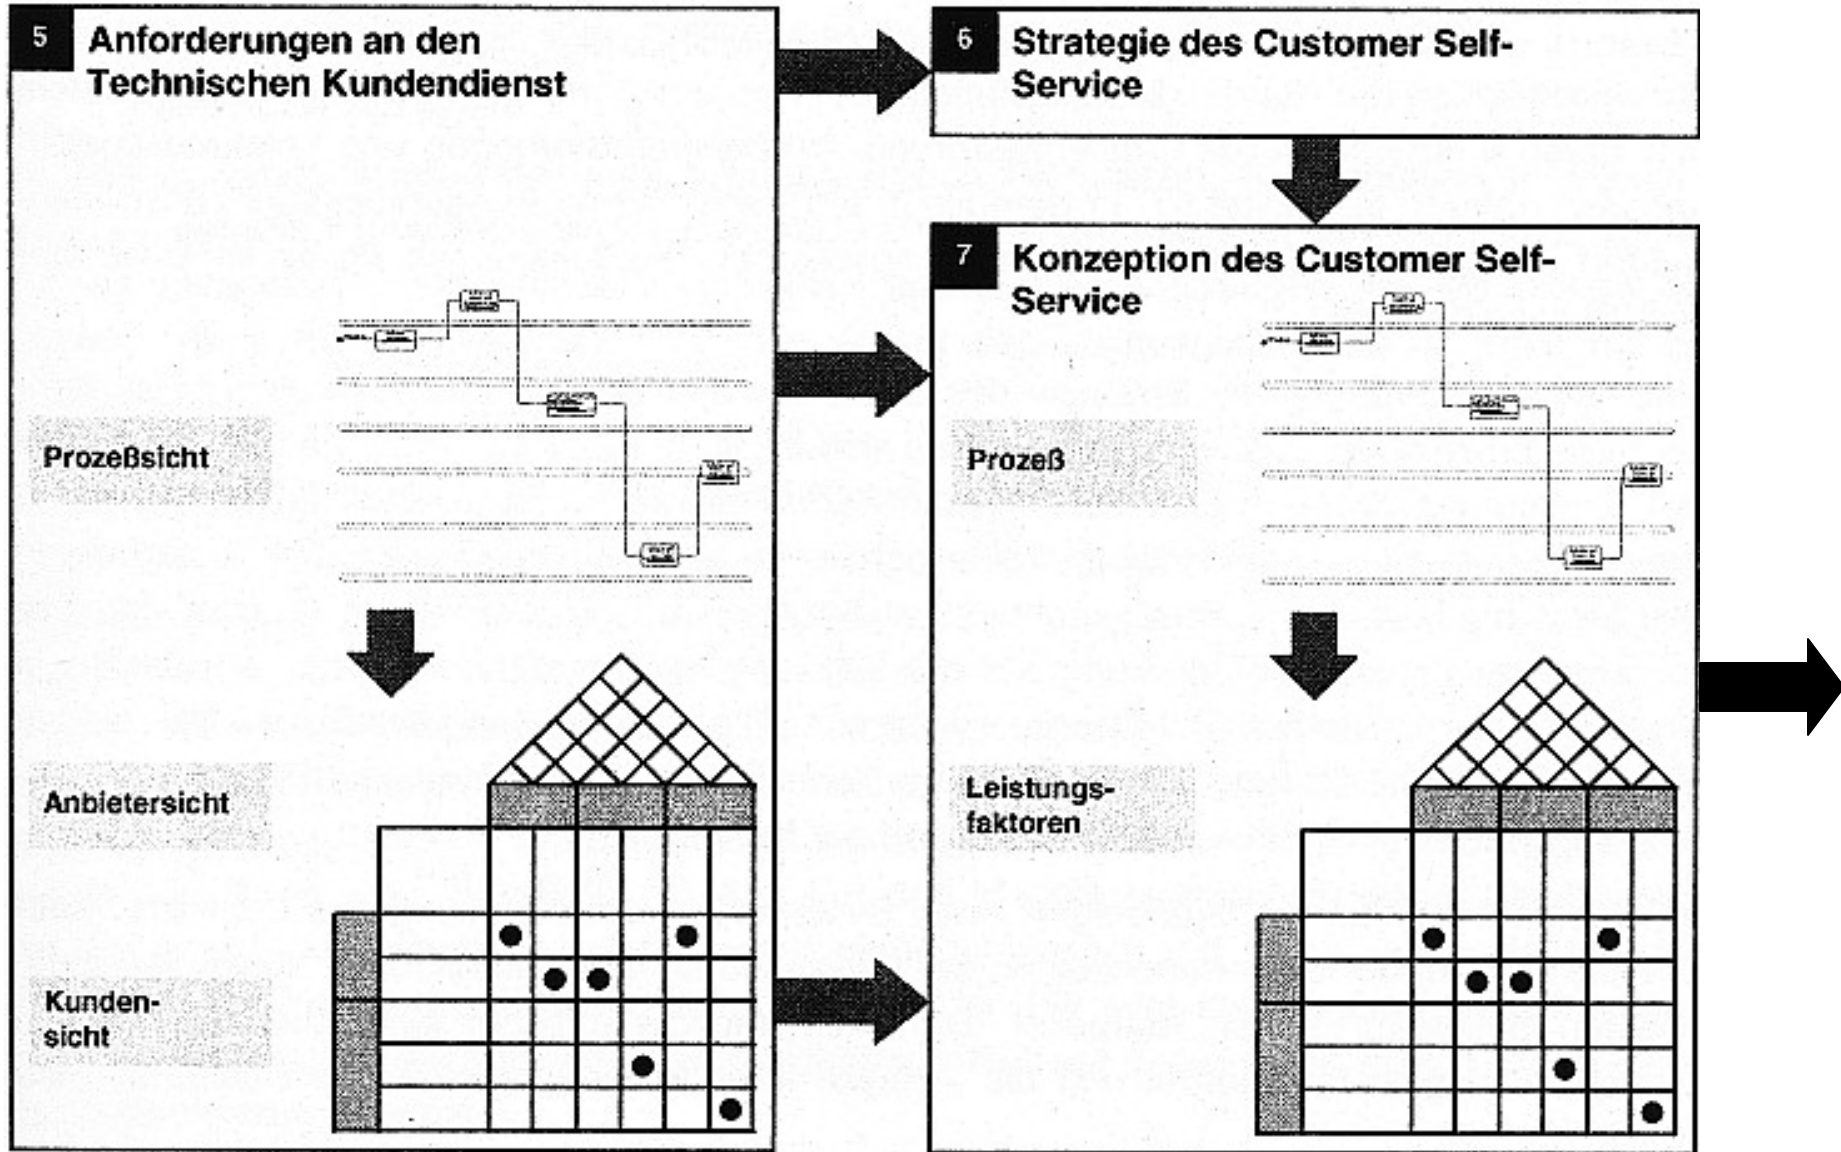 5
Anforderungen an den
Technischen Kundendienst
Prozeßsicht
Anbietersicht
Kunden-
sicht
6
Strategie des Customer Self-
Service
7
Konzeption des Customer Self-
Service
Prozeß
Leistungs-
faktoren